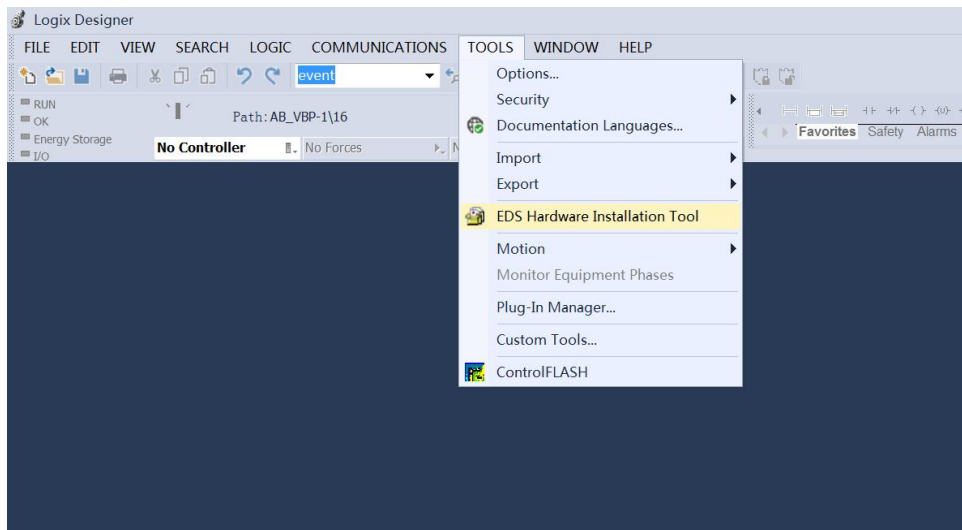 Logix Designer
FILE EDIT VIEW SEARCH LOGIC COMMUNICATIONS TOOLS WINDOW HELP
event
RUN
OK
Energy Storage
I/O
Path: AB_VBP-1\16
No Controller
No Forces
Options...
Security
Documentation Languages...
Import
Export
EDS Hardware Installation Tool
Motion
Monitor Equipment Phases
Plug-In Manager...
Custom Tools...
ControlFLASH
Favorites Safety Alarms